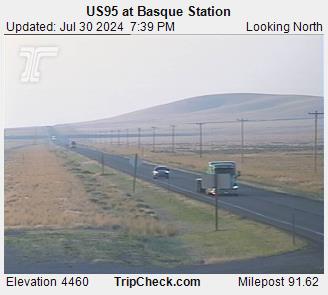 US95 at Basque Station
Updated: Jul 30 2024 7:39 PM Looking North
Elevation 4460 TripCheck.com Milepost 91.62